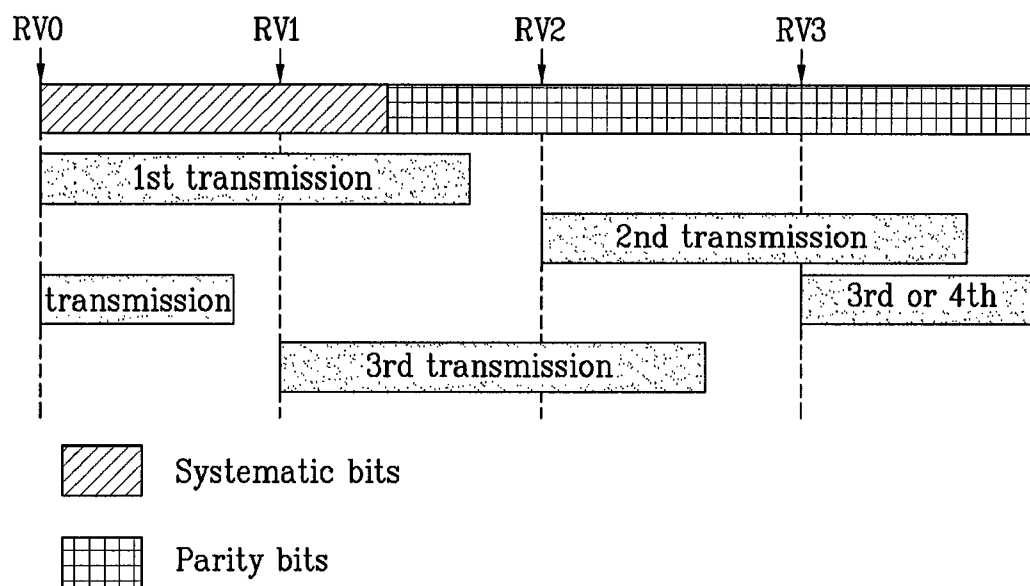 RV0 RV1 RV2 RV3
1st transmission
2nd transmission
transmission 3rd or 4th
3rd transmission
Systematic bits
Parity bits